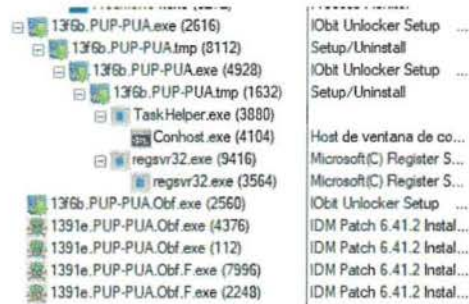 13f6b.PUP-PUA.exe (2616) IObit Unlocker Setup ...
13f6b.PUP-PUA.tmp (8112) Setup/Uninstall
13f6b.PUP-PUA.exe (4928) IObit Unlocker Setup ...
13f6b.PUP-PUA.tmp (1632) Setup/Uninstall
TaskHelper.exe (3880)
Conhost.exe (4104) Host de ventana de co...
regsvr32.exe (9416) Microsoft(C) Register S...
regsvr32.exe (3564) Microsoft(C) Register S...
13f6b.PUP-PUA.Obf.exe (2560) IObit Unlocker Setup ...
1391e.PUP-PUA.Obf.exe (4376) IDM Patch 6.41.2 Instal...
1391e.PUP-PUA.Obf.exe (112) IDM Patch 6.41.2 Instal...
1391e.PUP-PUA.Obf.F.exe (7996) IDM Patch 6.41.2 Instal...
1391e.PUP-PUA.Obf.F.exe (2248) IDM Patch 6.41.2 Instal...